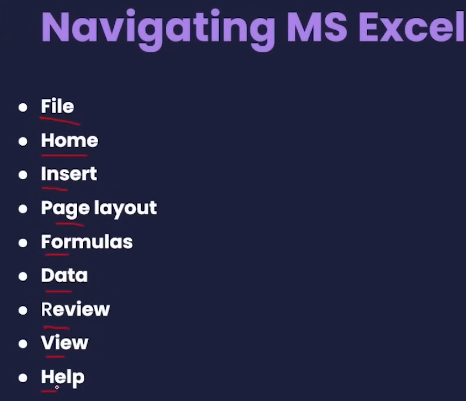 Navigating MS Excel
• File
• Home
• Insert
• Page layout
• Formulas
• Data
• Review
• View
• Help